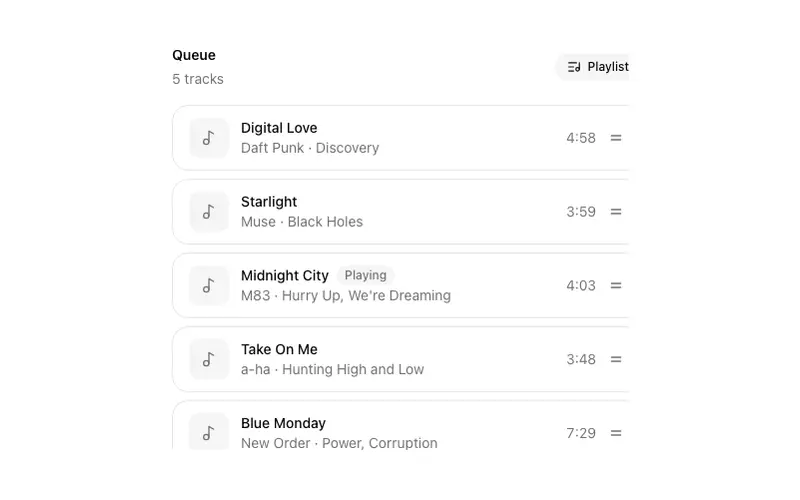 Queue
5 tracks
Playlist
Digital Love
Daft Punk · Discovery
4:58
Starlight
Muse · Black Holes
3:59
Midnight City Playing
M83 · Hurry Up, We're Dreaming
4:03
Take On Me
a-ha · Hunting High and Low
3:48
Blue Monday
New Order · Power, Corruption
7:29